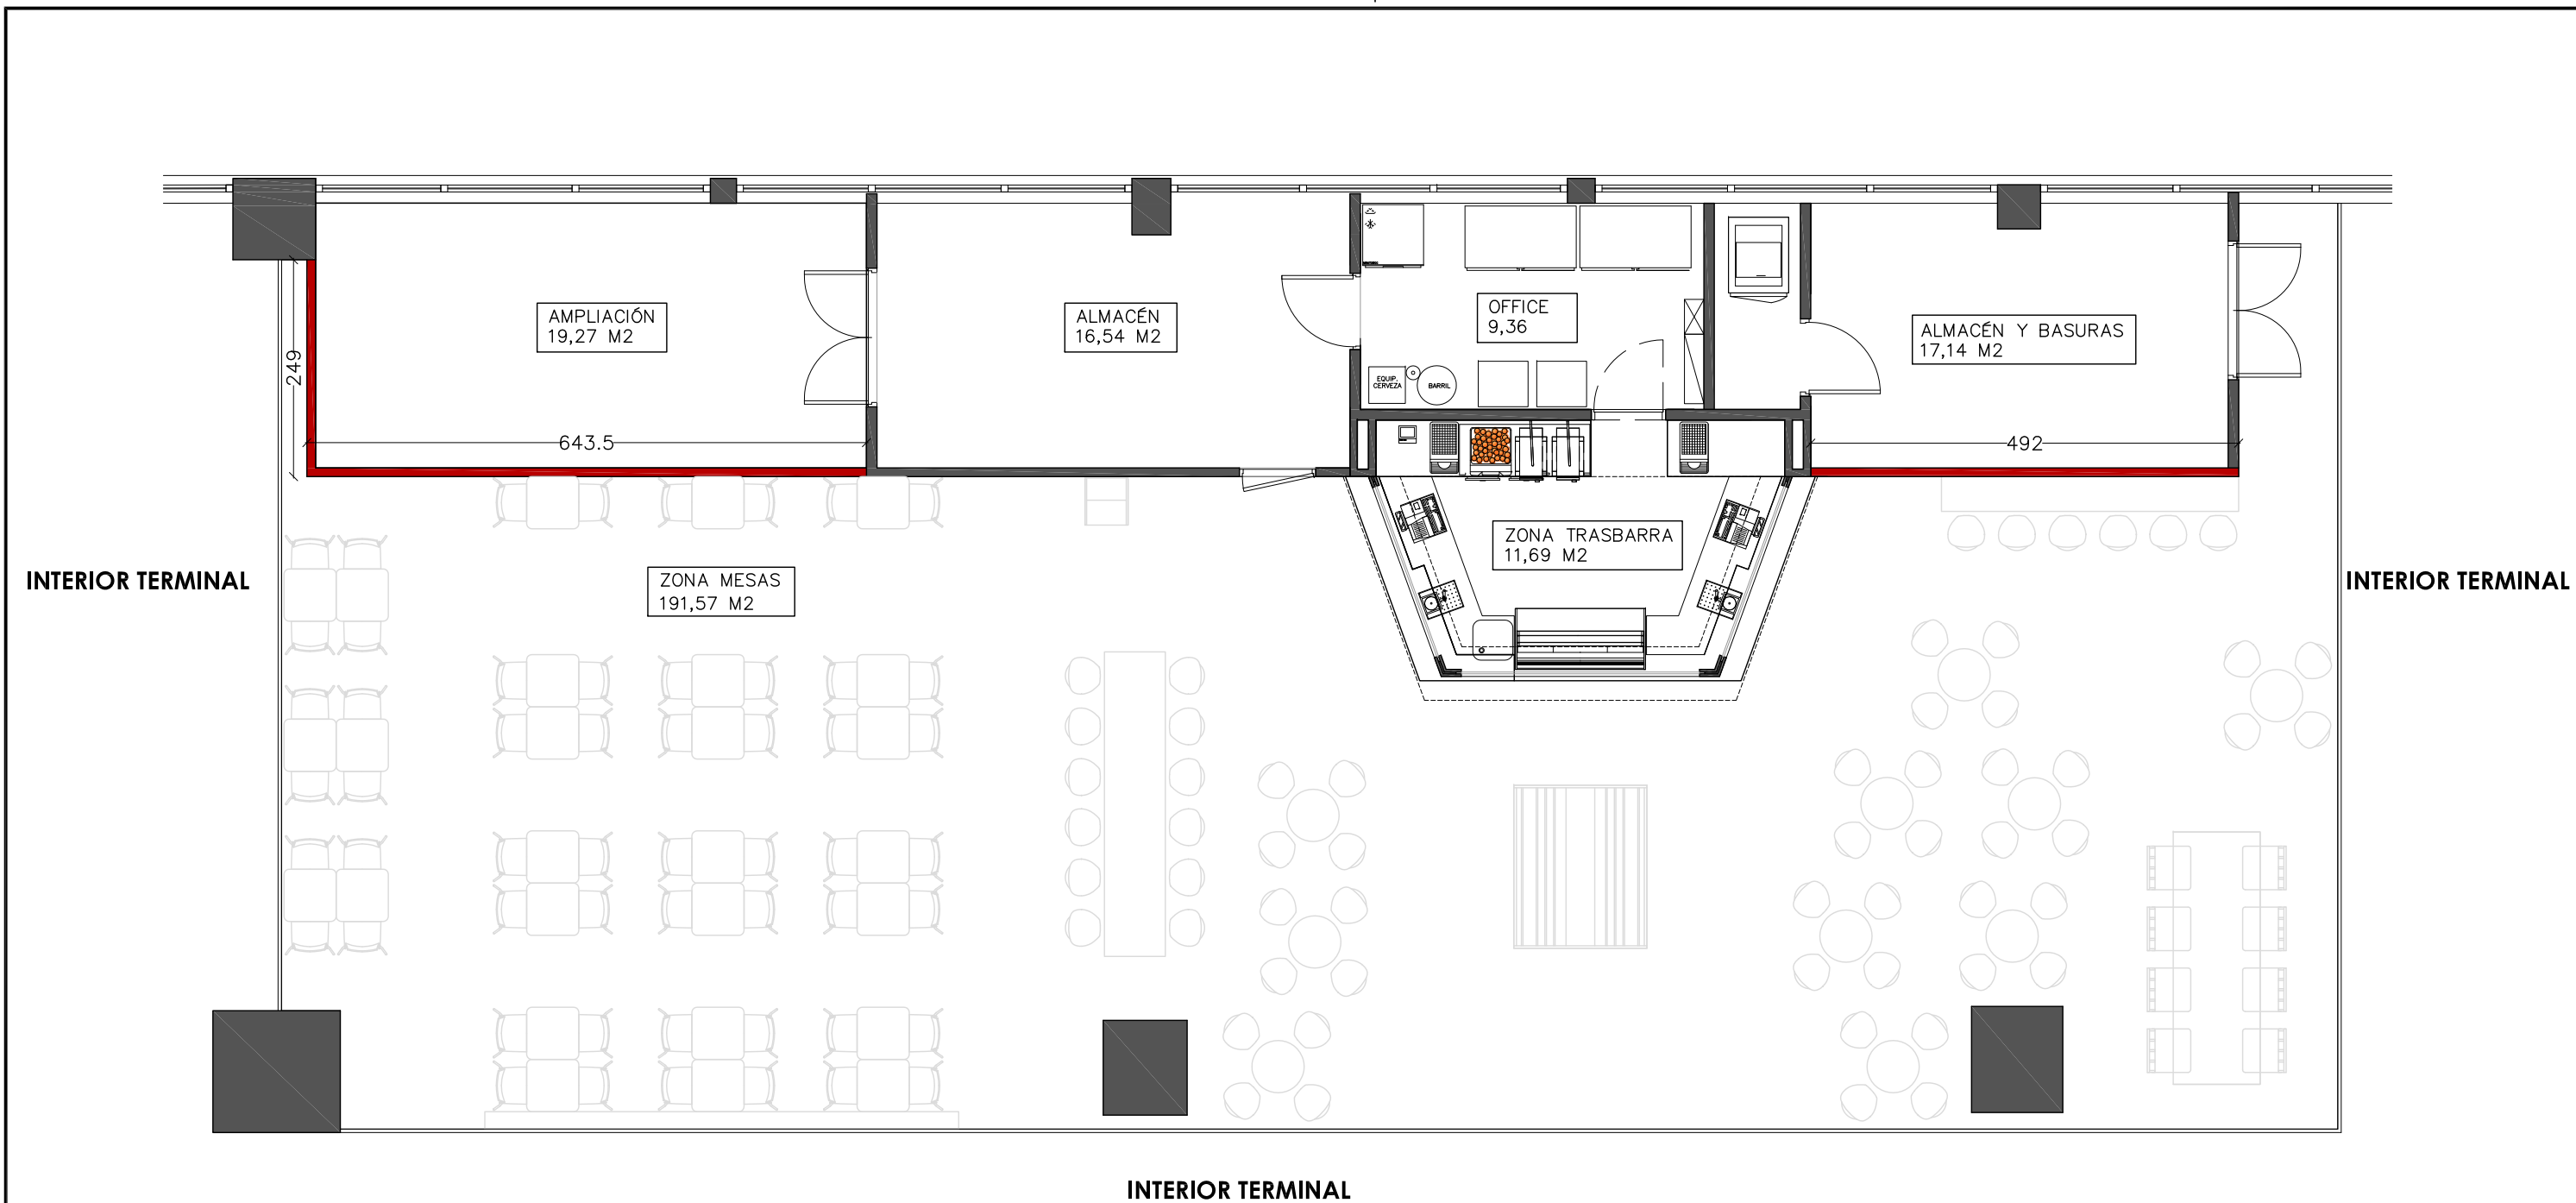 AMPLIACIÓN
19,27 M2
ALMACÉN
16,54 M2
OFFICE
9,36
ALMACÉN Y BASURAS
17,14 M2
249
EQUIP.
CERVEZA
BARRIL
643.5
492
ZONA TRASBARRA
11,69 M2
INTERIOR TERMINAL
ZONA MESAS
191,57 M2
INTERIOR TERMINAL
INTERIOR TERMINAL